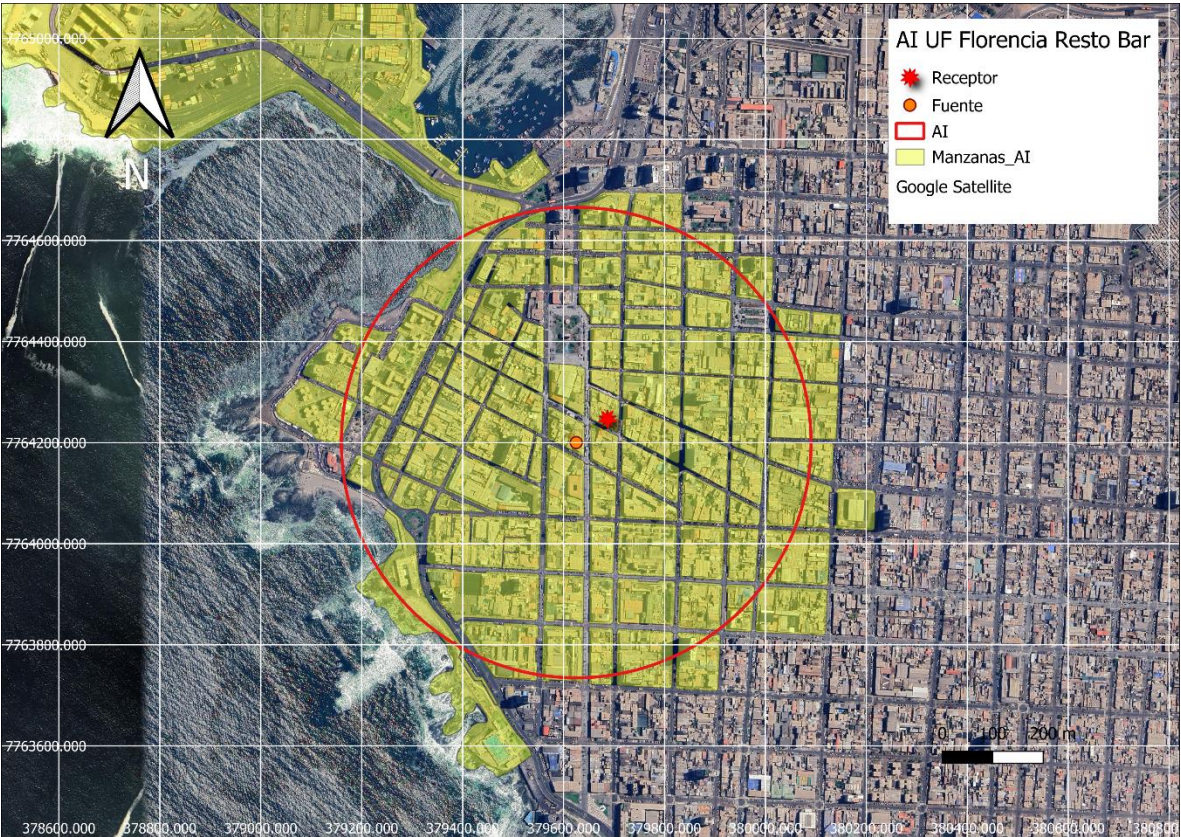 AI UF Florencia Resto Bar
Receptor
Fuente
AI
Manzanas_AI
Google Satellite
N
7765000.000
7764600.000
7764400.000
7764200.000
7764000.000
7763800.000
7763600.000
0 100 200 m
378600.000 378800.000 379000.000 379200.000 379400.000 379600.000 379800.000 380000.000 380200.000 380400.000 380600.000